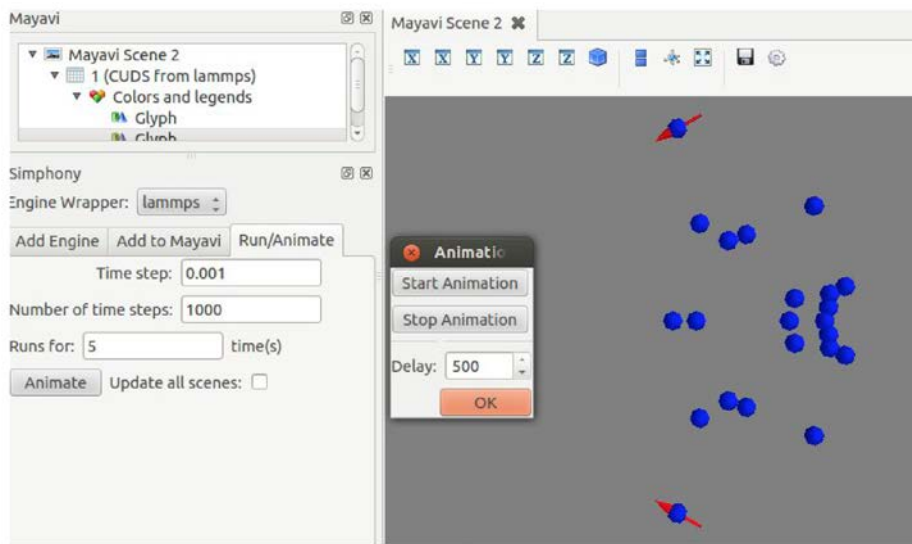 Mayavi
Mayavi Scene 2
1 (CUDS from lammps)
Colors and legends
Glyph
Glyph
Simphony
Engine Wrapper: lammps
Add Engine Add to Mayavi Run/Animate
Time step: 0.001
Number of time steps: 1000
Runs for: 5 time(s)
Animate Update all scenes:
Mayavi Scene 2
X X Y Y Z Z
Animatio
Start Animation
Stop Animation
Delay: 500
OK